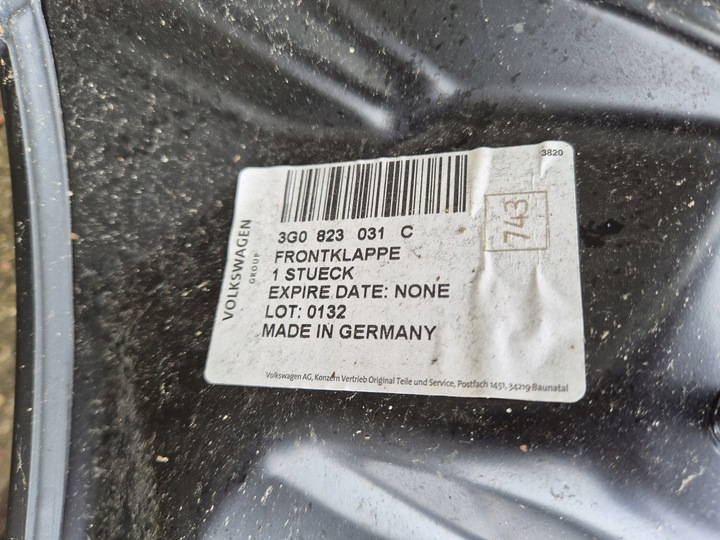 3820
3G0 823 031 C
FRONTKLAPPE
1 STUECK
EXPIRE DATE: NONE
LOT: 0132
MADE IN GERMANY
VOLKSWAGEN
GROUP
743
Volkswagen AG, Konzern Vertrieb Original Teile und Service, Postfach 1451, 34219 Baunatal